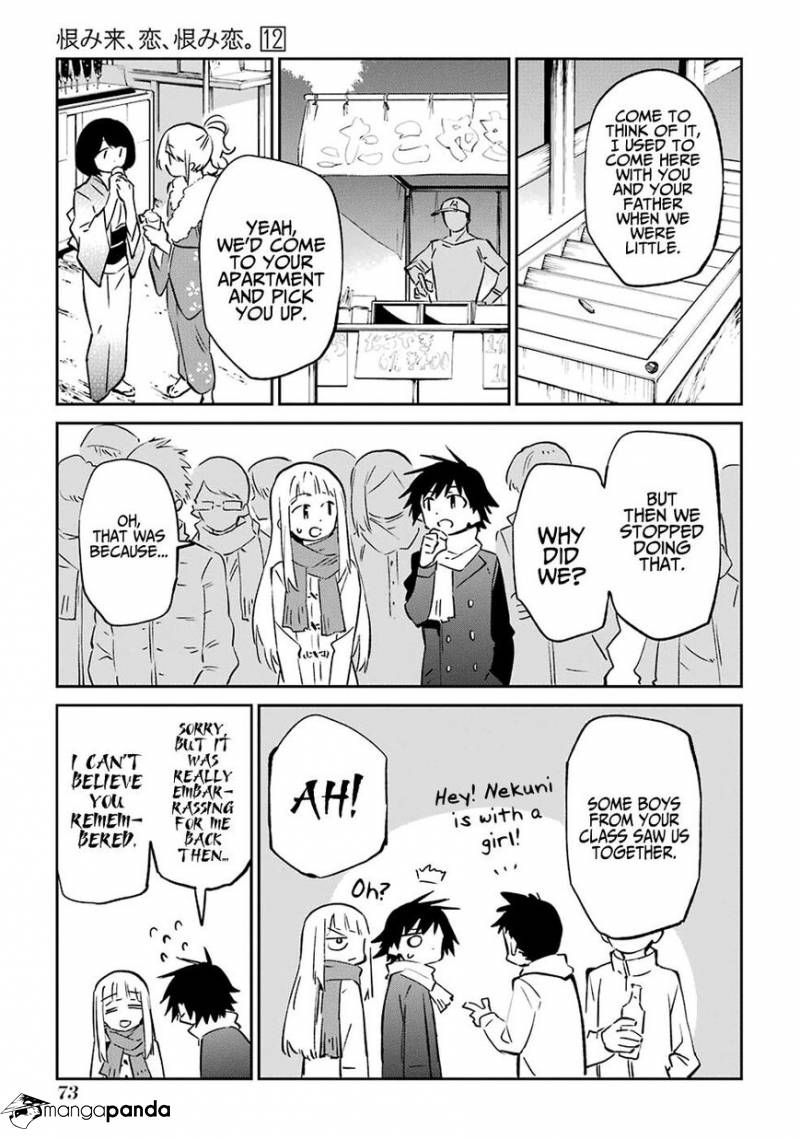 恨み来、恋、恨み恋。12
COME TO
THINK OF IT,
I USED TO
COME HERE
WITH YOU
AND YOUR
FATHER
WHEN WE
WERE
LITTLE.
たこやき
YEAH,
WE'D COME
TO YOUR
APARTMENT
AND PICK
YOU UP.
BUT
THEN WE
STOPPED
DOING
THAT.
WHY
DID
WE?
OH,
THAT WAS
BECAUSE...
SOME BOYS
FROM YOUR
CLASS SAW US
TOGETHER.
Hey! Nekuni
is with a
girl!
Oh?
AH!
SORRY,
BUT IT
WAS
REALLY
EMBAR-
RASSING
FOR ME
BACK
THEN...
I CAN'T
BELIEVE
YOU
REMEM-
BERED.
73
mangapanda